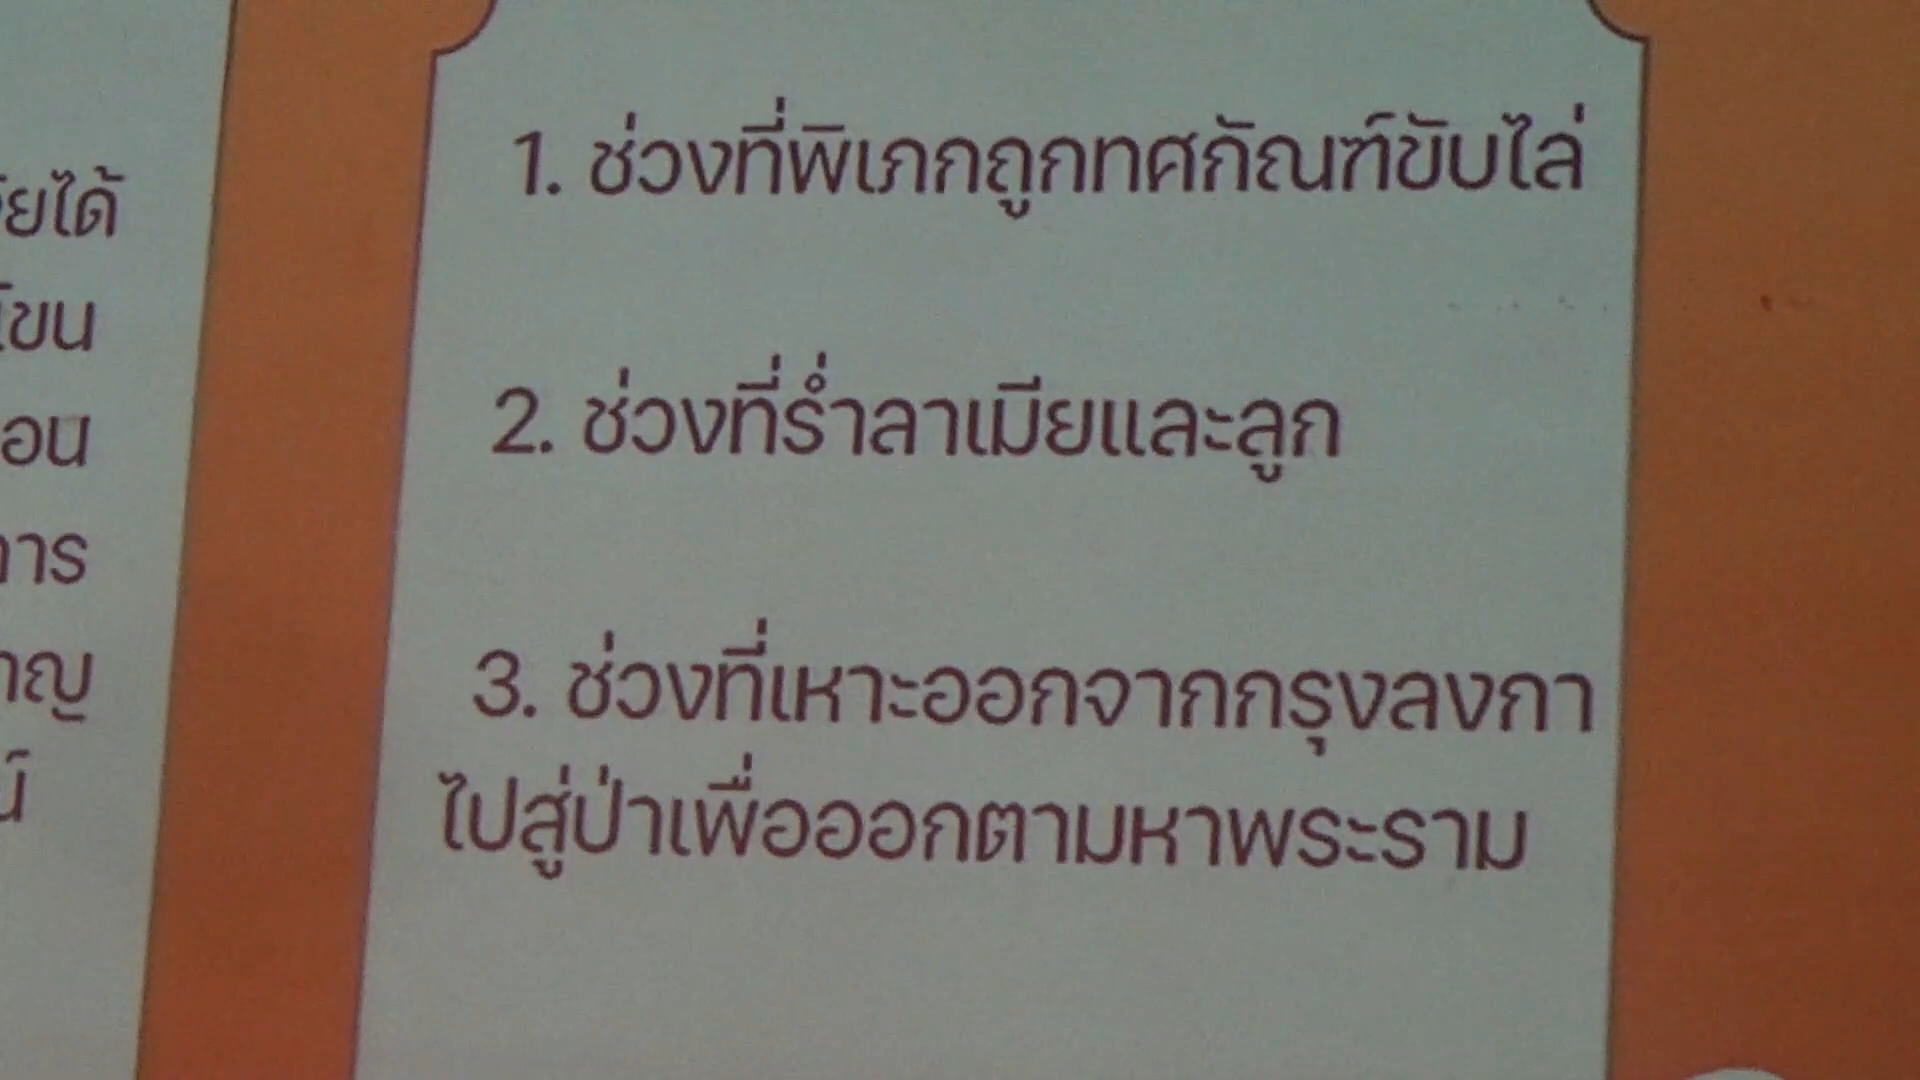 1. ช่วงที่พิเภกถูกทศกัณฑ์ขับไล่
2. ช่วงที่ร่ำลาเมียและลูก
3. ช่วงที่เหาะออกจากกรุงลงกา
ไปสู่ป่าเพื่อออกตามหาพระราม